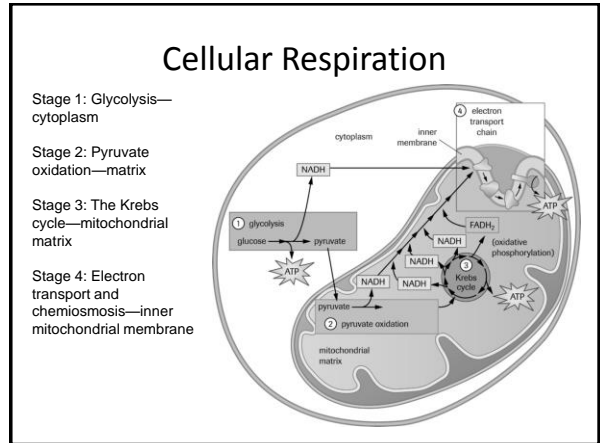 Cellular Respiration
Stage 1: Glycolysis—
cytoplasm
Stage 2: Pyruvate
oxidation—matrix
Stage 3: The Krebs
cycle—mitochondrial
matrix
Stage 4: Electron
transport and
chemiosmosis—inner
mitochondrial membrane
4 electron
transport
chain
cytoplasm
inner
membrane
NADH
ATP
1 glycolysis
glucose
pyruvate
ATP
FADH₂
NADH
(oxidative
phosphorylation)
NADH
NADH
NADH
3
Krebs
cycle
ATP
pyruvate
2 pyruvate oxidation
mitochondrial
matrix